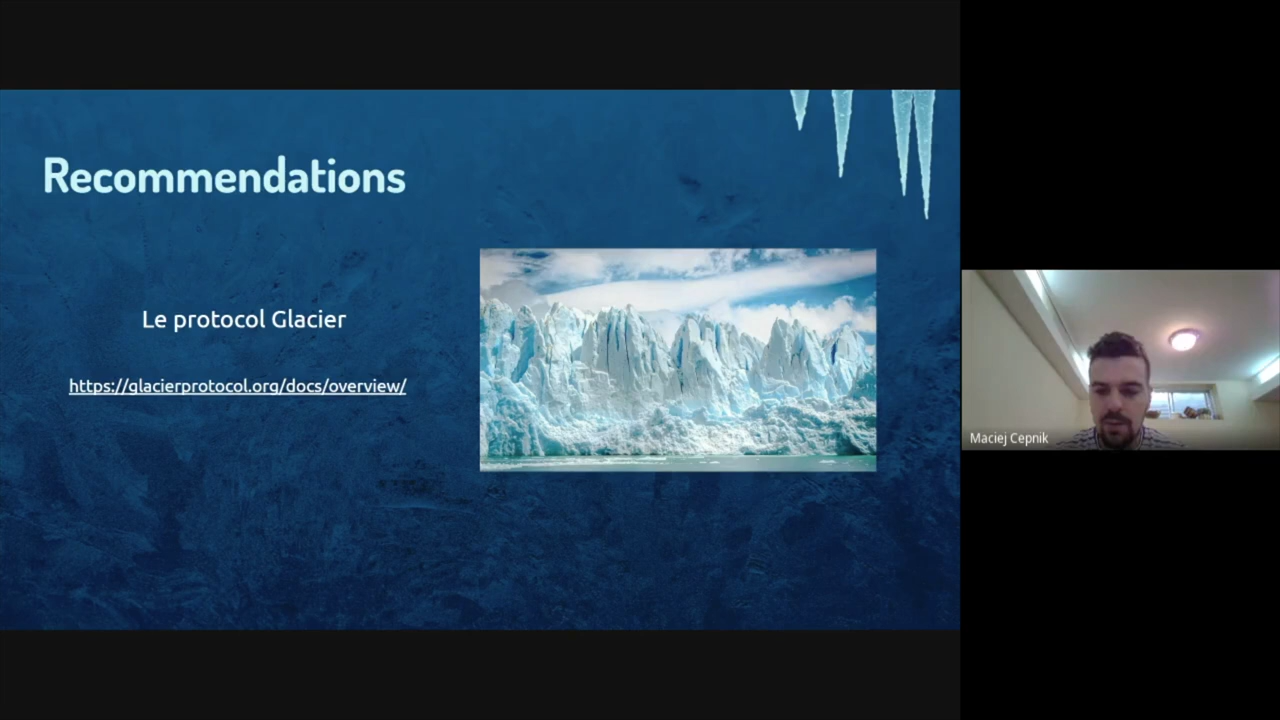 Recommendations
Le protocol Glacier
https://glacierprotocol.org/docs/overview/
Maciej Cepnik